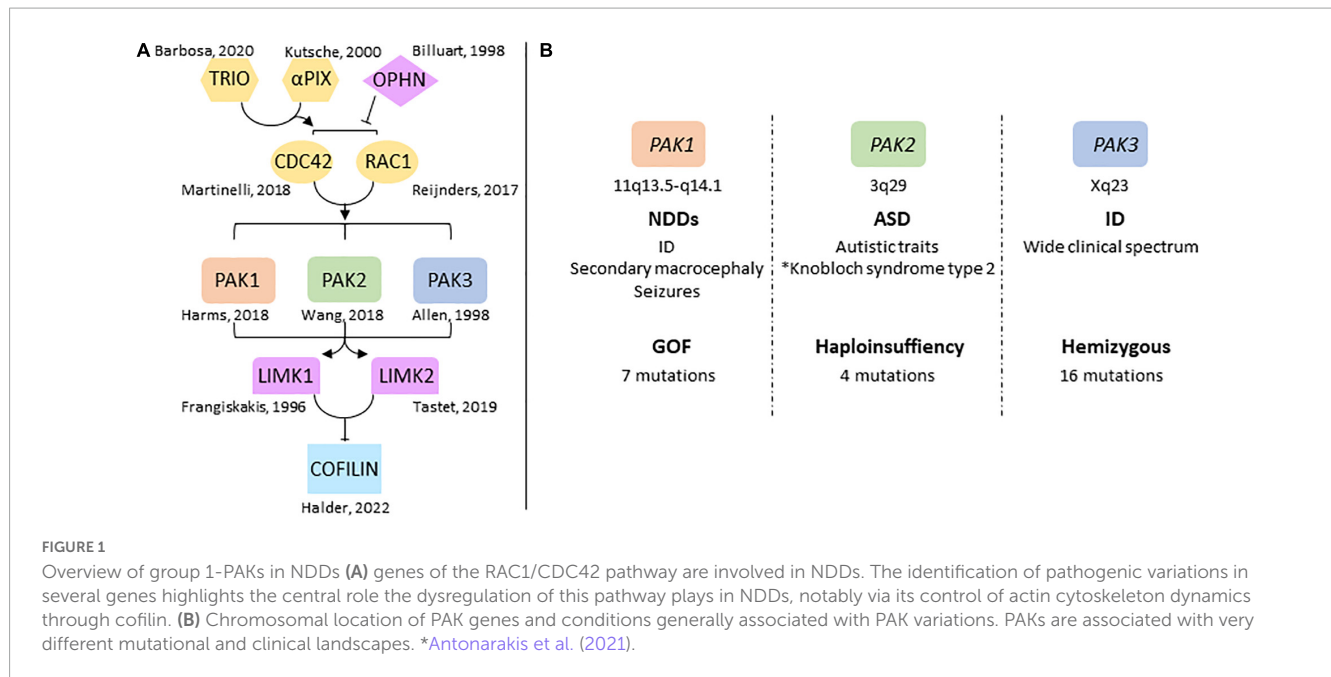 A Barbosa, 2020 Kutsche, 2000 Billuart, 1998
TRIO αPIX OPHN
CDC42 RAC1
Martinelli, 2018 Reijnders, 2017
PAK1 PAK2 PAK3
Harms, 2018 Wang, 2018 Allen, 1998
LIMK1 LIMK2
Frangiskakis, 1996 Tastet, 2019
COFILIN
Halder, 2022
B
PAK1 PAK2 PAK3
11q13.5-q14.1 3q29 Xq23
NDDs ASD ID
ID Autistic traits Wide clinical spectrum
Secondary macrocephaly *Knobloch syndrome type 2
Seizures
GOF Haploinsuffiency Hemizygous
7 mutations 4 mutations 16 mutations
FIGURE 1
Overview of group 1-PAKs in NDDs (A) genes of the RAC1/CDC42 pathway are involved in NDDs. The identification of pathogenic variations in
several genes highlights the central role the dysregulation of this pathway plays in NDDs, notably via its control of actin cytoskeleton dynamics
through cofilin. (B) Chromosomal location of PAK genes and conditions generally associated with PAK variations. PAKs are associated with very
different mutational and clinical landscapes. *Antonarakis et al. (2021).